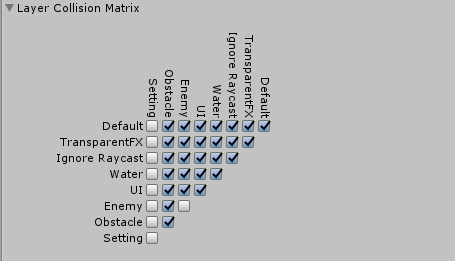 Layer Collision Matrix
Setting
Obstacle
Enemy
UI
Water
Ignore Raycast
TransparentFX
Default
Default
TransparentFX
Ignore Raycast
Water
UI
Enemy
Obstacle
Setting